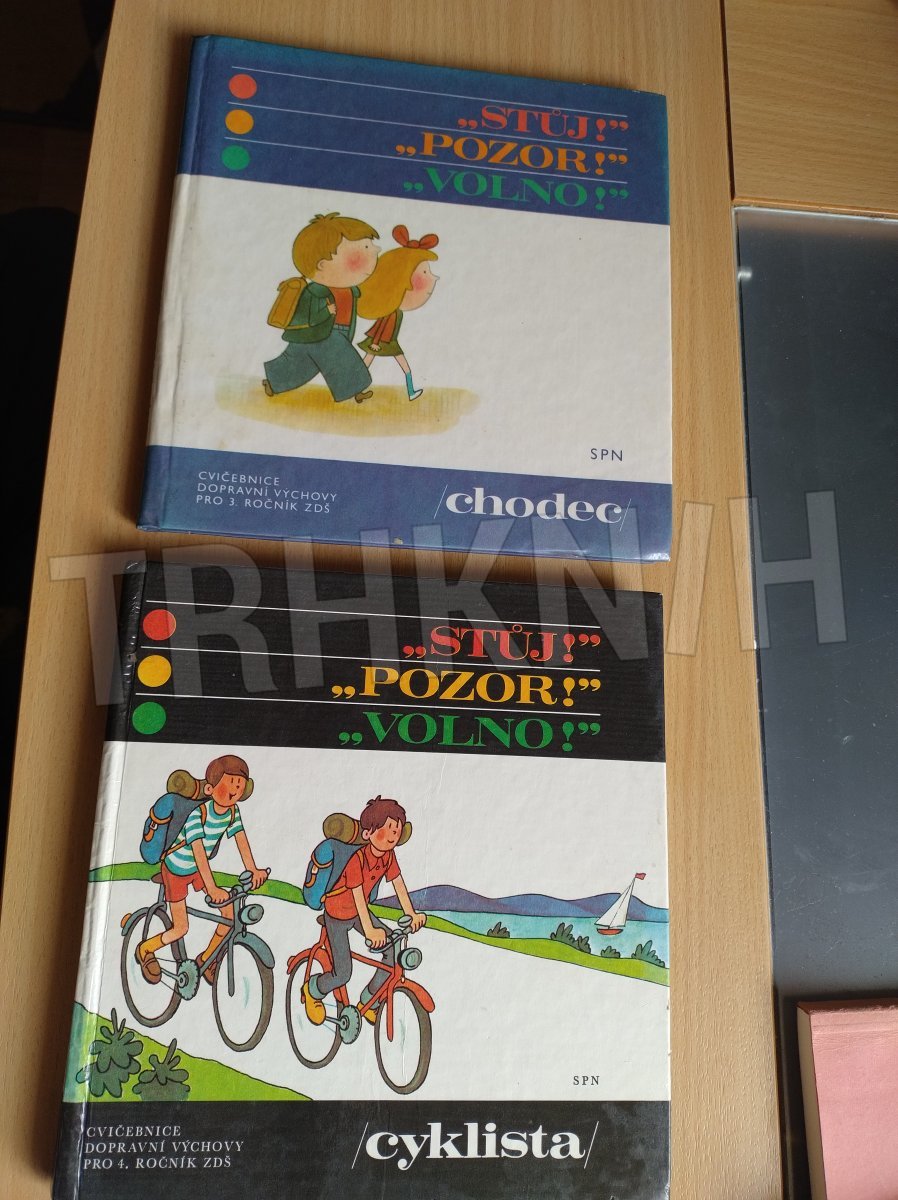 „STŮJ!”
„POZOR!”
„VOLNO!”
SPN
CVIČEBNICE
DOPRAVNÍ VÝCHOVY
PRO 3. ROČNÍK ZDŠ
/chodec/
TRHKNIH
„STŮJ!”
„POZOR!”
„VOLNO!”
SPN
CVIČEBNICE
DOPRAVNÍ VÝCHOVY
PRO 4. ROČNÍK ZDŠ
/cyklista/